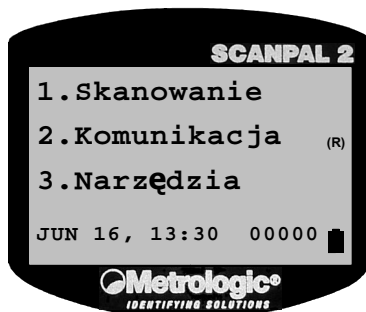 SCANPAL 2
1.Skanowanie
2.Komunikacja (R)
3.Narzędzia
JUN 16, 13:30 00000
Metrologic®
IDENTIFYING SOLUTIONS